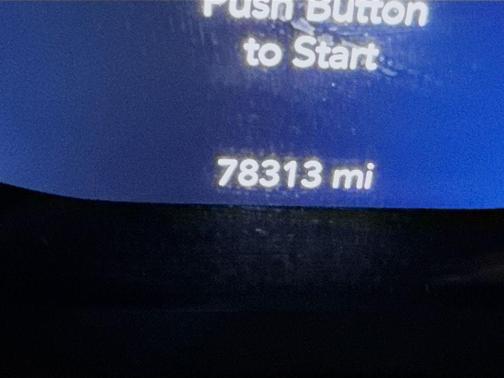 Push Button
to Start
78313 mi